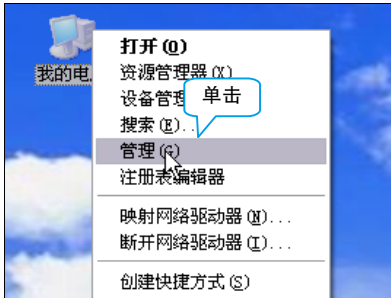 我的电
打开(O)
资源管理器(X)
设备管理
单击
搜索(E)...
管理(G)
注册表编辑器
映射网络驱动器(N)...
断开网络驱动器(I)...
创建快捷方式(S)